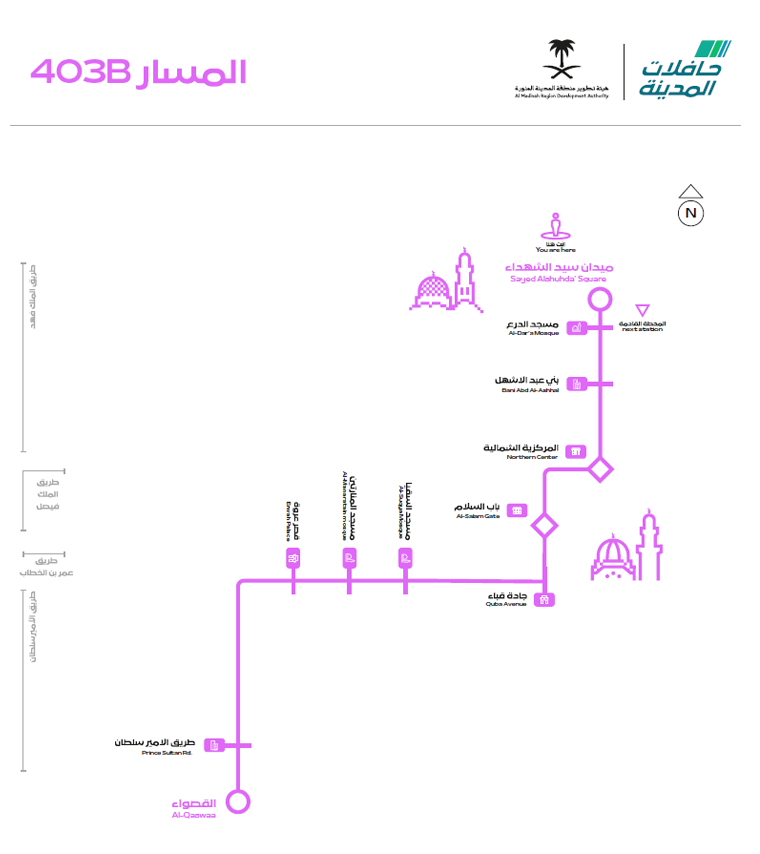 المسار 403B
هيئة تطوير منطقة المدينة المنورة
Al Madinah Region Development Authority
حافلات
المدينة
N
أنت هنا
You are here
ميدان سيد الشهداء
Sayed Alshuhda' Square
طريق الملك فهد
مسجد الدرع
Al-Dar'a Mosque
المحطة القادمة
next station
بني عبد الاشهل
Bani Abd Al-Ashhal
المركزية الشمالية
Northern Center
طريق
الملك
فيصل
باب السلام
Al-Salam Gate
قصر عروة
Erwah Palace
مسجد المنارتين
Al-Manaratain mosque
مسجد السقيا
Al-Suqya Mosque
طريق
عمر بن الخطاب
جادة قباء
Quba Avenue
طريق الأمير سلطان
طريق الامير سلطان
Prince Sultan Rd.
القصواء
Al-Qaswaa